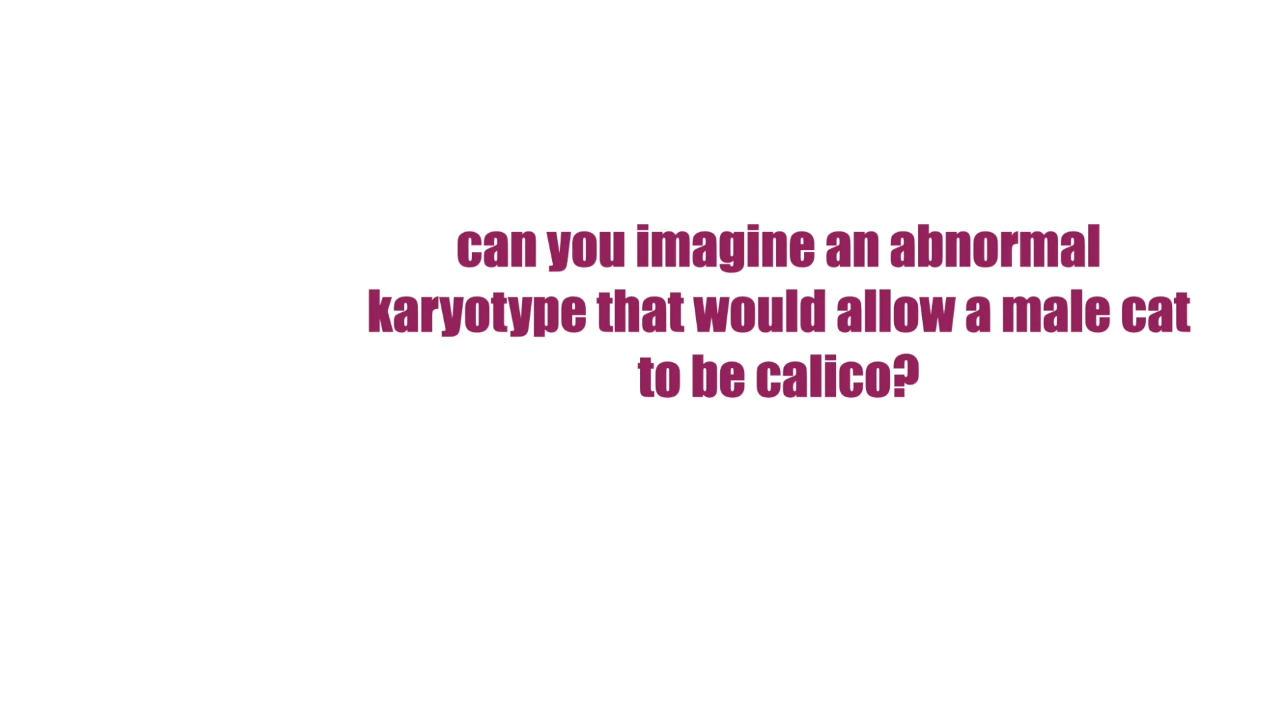 can you imagine an abnormal
karyotype that would allow a male cat
to be calico?